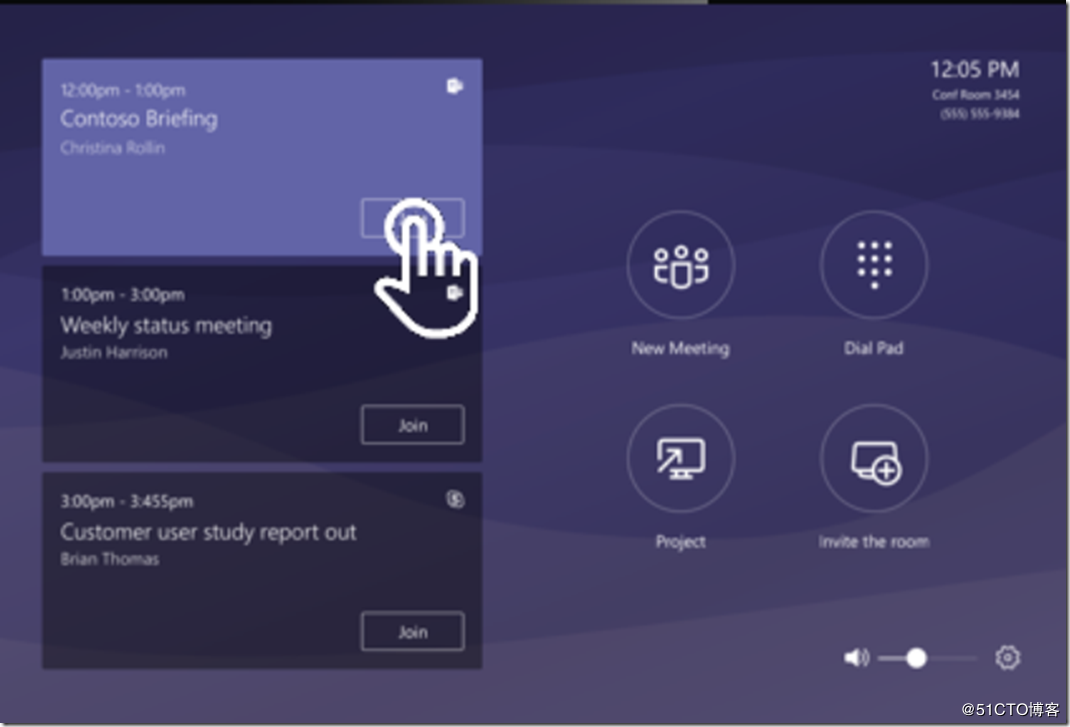 12:00pm - 1:00pm
Contoso Briefing
Christina Rollin
1:00pm - 3:00pm
Weekly status meeting
Justin Harrison
Join
3:00pm - 3:455pm
Customer user study report out
Brian Thomas
Join
12:05 PM
Conf Room 3454
(555) 555-9384
New Meeting
Dial Pad
Project
Invite the room
@51CTO博客